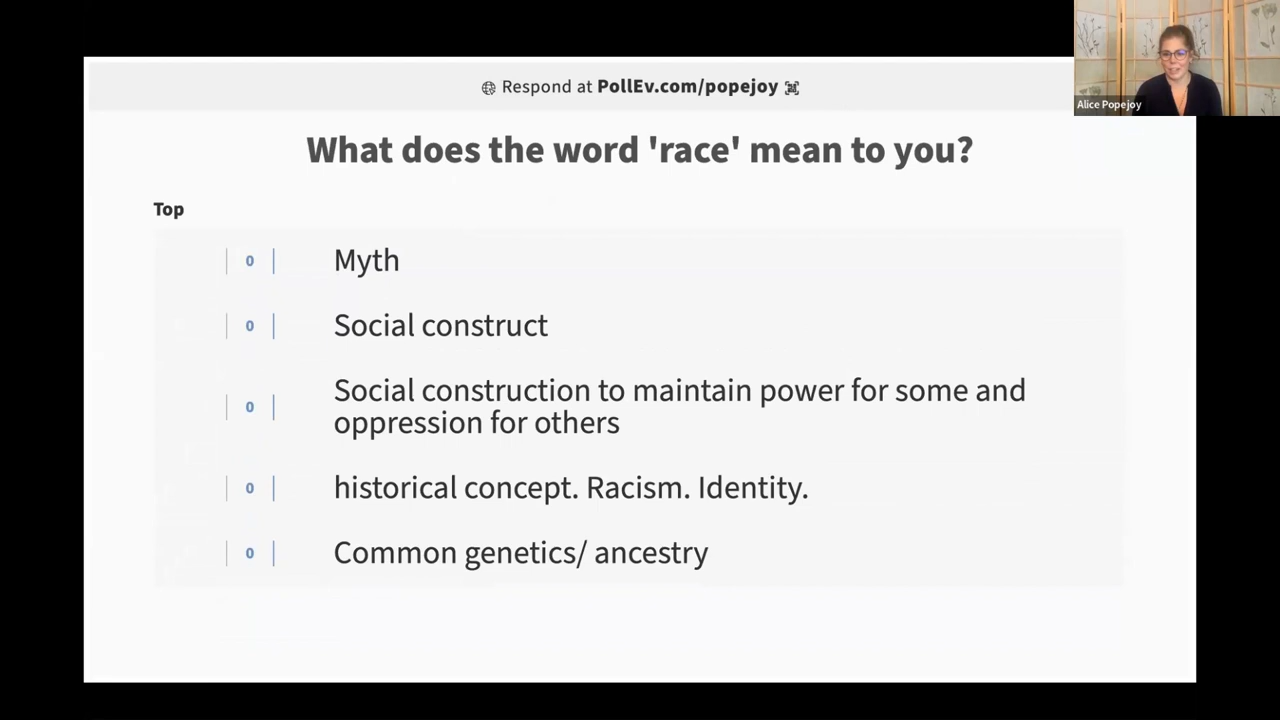 Respond at PollEv.com/popejoy
Alice Popejoy
What does the word 'race' mean to you?
Top
0 Myth
0 Social construct
0 Social construction to maintain power for some and
oppression for others
0 historical concept. Racism. Identity.
0 Common genetics/ ancestry